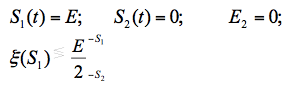 S₁(t) = E; S₂(t) = 0; E₂ = 0;
ξ(S₁) ≶ E/2 −S₁ −S₂